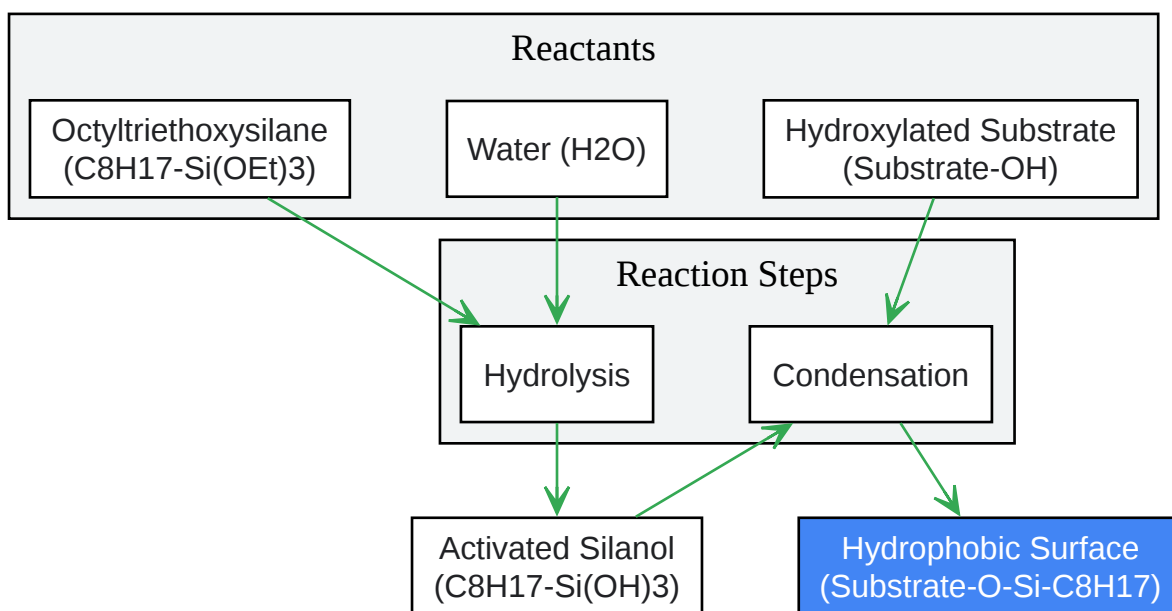 Reactants
Octyltriethoxysilane
(C8H17-Si(OEt)3)
Water (H2O)
Hydroxylated Substrate
(Substrate-OH)
Reaction Steps
Hydrolysis
Condensation
Activated Silanol
(C8H17-Si(OH)3)
Hydrophobic Surface
(Substrate-O-Si-C8H17)